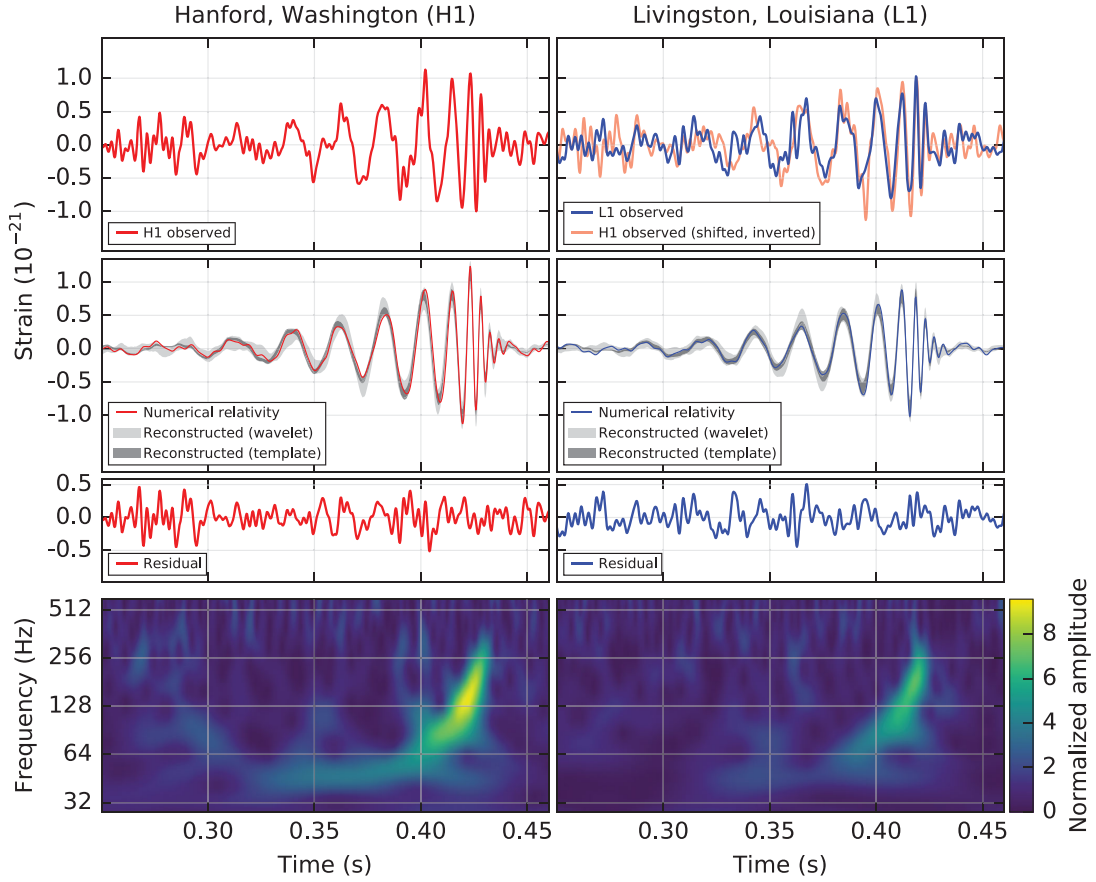 Hanford, Washington (H1)
Livingston, Louisiana (L1)
Strain (10⁻²¹)
1.0
0.5
0.0
-0.5
-1.0
H1 observed
L1 observed
H1 observed (shifted, inverted)
1.0
0.5
0.0
-0.5
-1.0
Numerical relativity
Reconstructed (wavelet)
Reconstructed (template)
Numerical relativity
Reconstructed (wavelet)
Reconstructed (template)
0.5
0.0
-0.5
Residual
Residual
Frequency (Hz)
512
256
128
64
32
0.30 0.35 0.40 0.45
Time (s)
0.30 0.35 0.40 0.45
Time (s)
8
6
4
2
0
Normalized amplitude